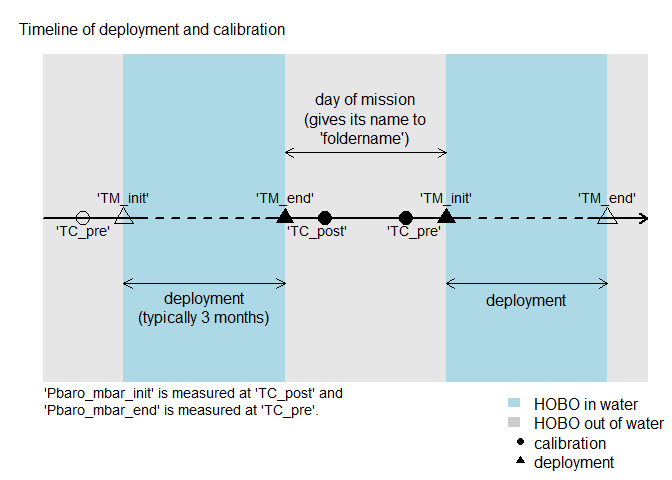 Timeline of deployment and calibration
day of mission
(gives its name to
'foldername')
'TM_init'
'TM_end'
'TM_init'
'TM_end'
'TC_pre'
'TC_post'
'TC_pre'
deployment
(typically 3 months)
deployment
'Pbaro_mbar_init' is measured at 'TC_post' and
'Pbaro_mbar_end' is measured at 'TC_pre'.
HOBO in water
HOBO out of water
calibration
deployment